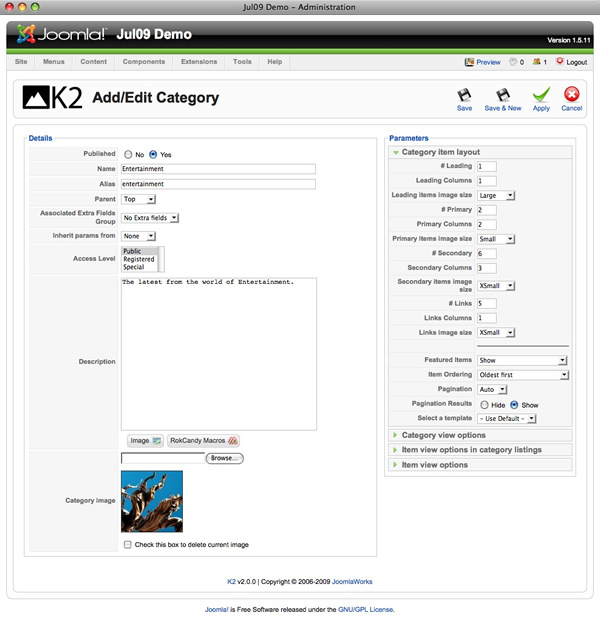 Jul09 Demo - Administration
Joomla! Jul09 Demo
Version 1.5.11
Site Menus Content Components Extensions Tools Help
Preview 0 1 Logout
K2 Add/Edit Category
Save Save & New Apply Cancel
Details
Published No Yes
Name Entertainment
Alias entertainment
Parent Top
Associated Extra Fields
Group No Extra fields
Inherit params from None
Access Level Public
Registered
Special
Description The latest from the world of Entertainment.
Image RokCandy Macros
Browse...
Category image
Check this box to delete current image
Parameters
Category item layout
# Leading 1
Leading Columns 1
Leading items image size Large
# Primary 2
Primary Columns 2
Primary items image size Small
# Secondary 6
Secondary Columns 3
Secondary items image
size XSmall
# Links 5
Links Columns 1
Links image size XSmall
Featured Items Show
Item Ordering Oldest first
Pagination Auto
Pagination Results Hide Show
Select a template - Use Default -
Category view options
Item view options in category listings
Item view options
K2 v2.0.0 | Copyright © 2006-2009 JoomlaWorks
Joomla! is Free Software released under the GNU/GPL License.